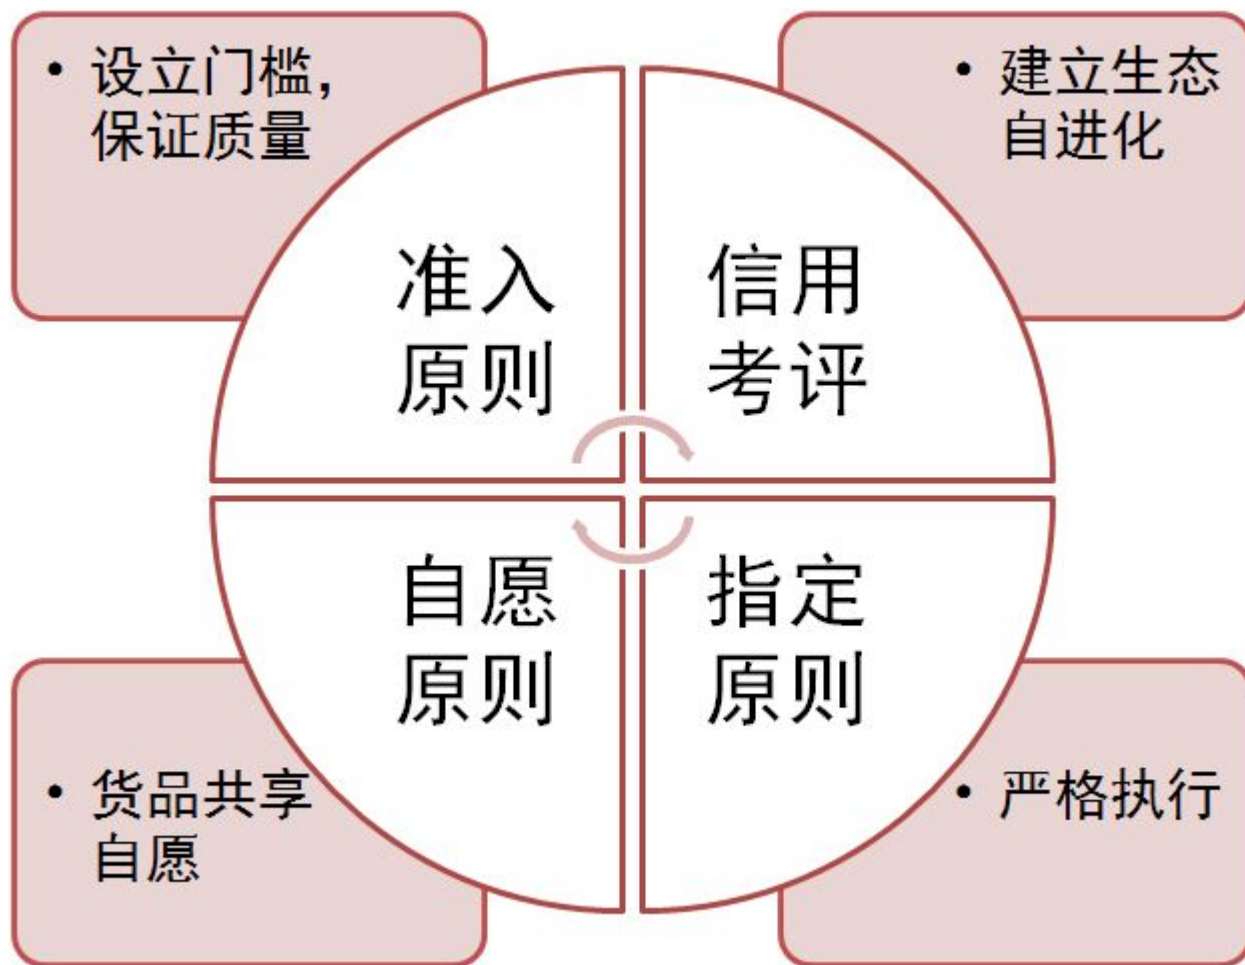 • 设立门槛，
保证质量
• 建立生态
自进化
准入
原则
信用
考评
自愿
原则
指定
原则
• 货品共享
自愿
• 严格执行